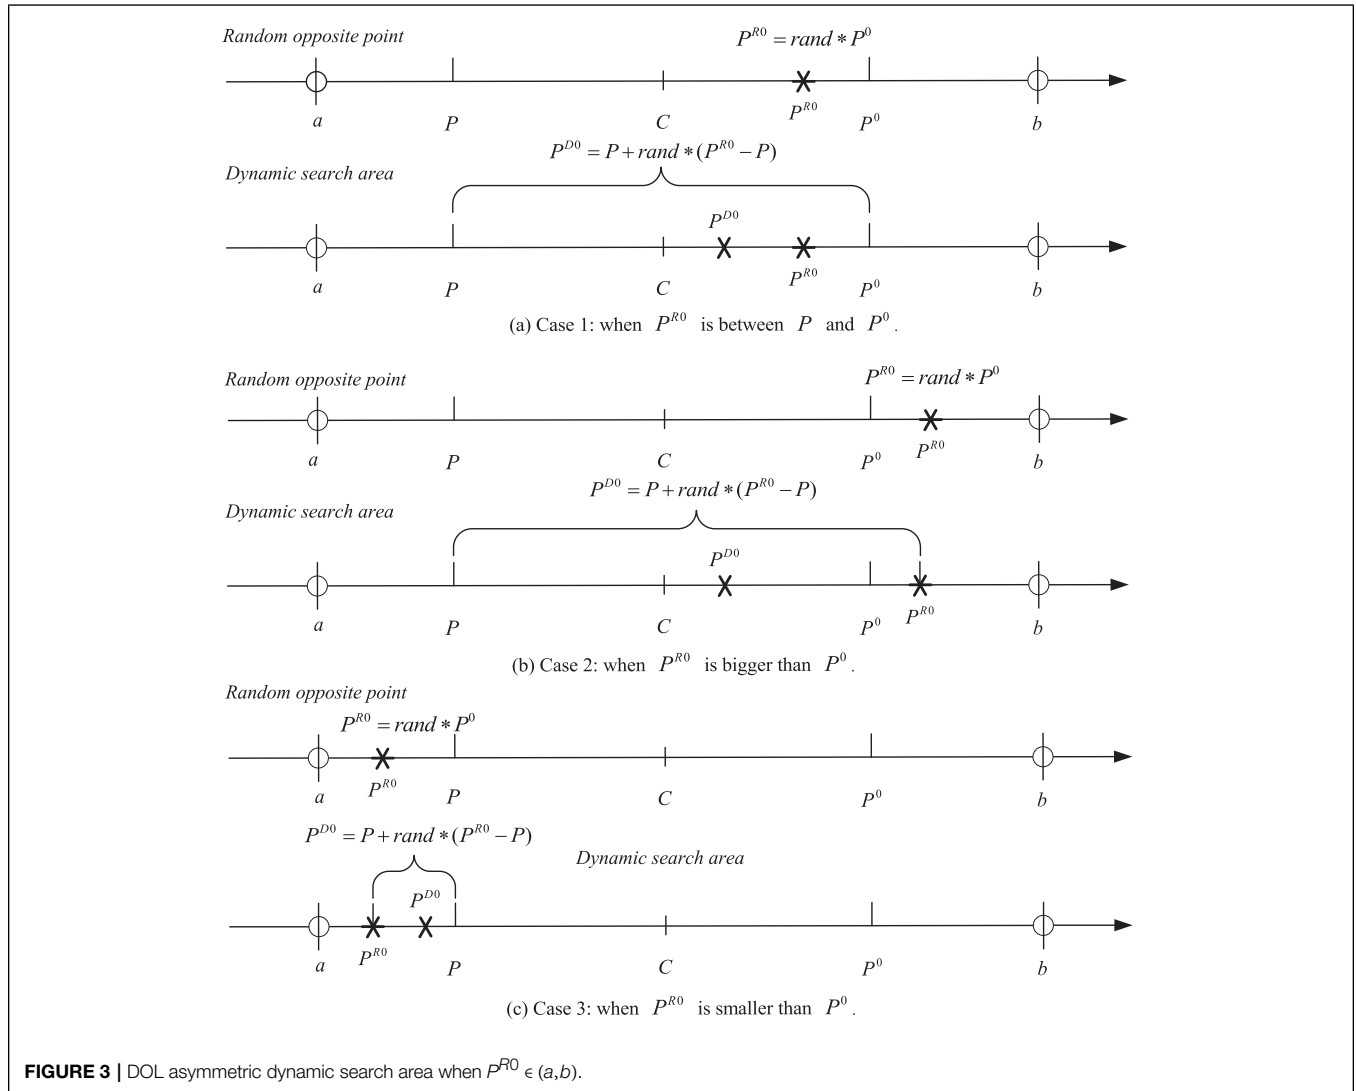 Random opposite point
P^{R0} = rand * P^0
a P C P^{R0} P^0 b
P^{D0} = P + rand * (P^{R0} − P)
Dynamic search area
P^{D0}
a P C P^{R0} P^0 b
(a) Case 1: when P^{R0} is between P and P^0 .
Random opposite point
P^{R0} = rand * P^0
a P C P^0 P^{R0} b
P^{D0} = P + rand * (P^{R0} − P)
Dynamic search area
P^{D0}
a P C P^0 P^{R0} b
(b) Case 2: when P^{R0} is bigger than P^0 .
Random opposite point
P^{R0} = rand * P^0
a P^{R0} P C P^0 b
P^{D0} = P + rand * (P^{R0} − P)
Dynamic search area
P^{D0}
a P^{R0} P C P^0 b
(c) Case 3: when P^{R0} is smaller than P^0 .
FIGURE 3 | DOL asymmetric dynamic search area when P^{R0} ϵ (a,b).